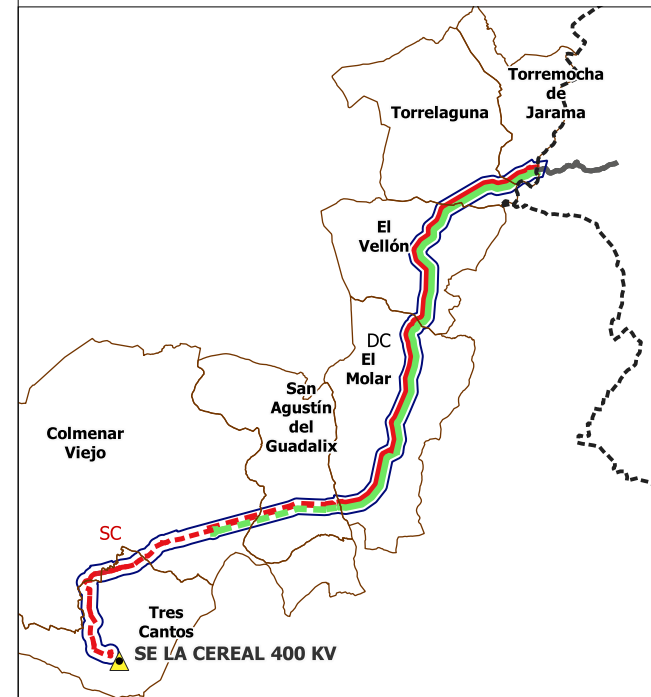 Torremocha
de
Jarama
Torrelaguna
El
Vellón
DC
El
Molar
San
Agustín
del
Guadalix
Colmenar
Viejo
SC
Tres
Cantos
SE LA CEREAL 400 KV